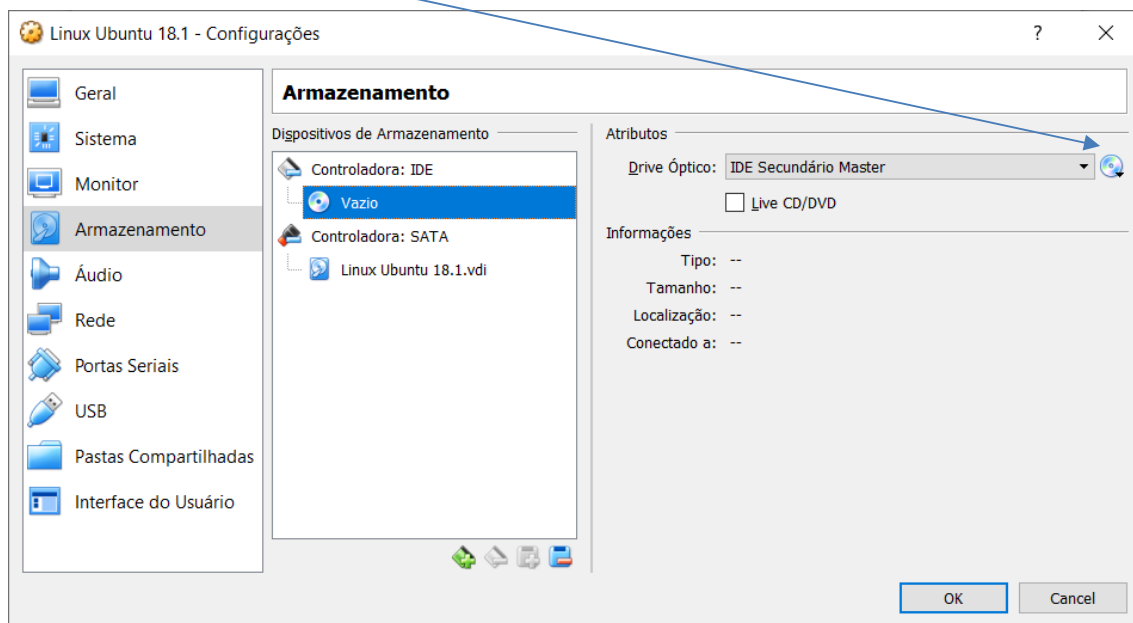 Linux Ubuntu 18.1 - Configurações
?
Geral
Sistema
Monitor
Armazenamento
Áudio
Rede
Portas Seriais
USB
Pastas Compartilhadas
Interface do Usuário
Armazenamento
Dispositivos de Armazenamento
Controladora: IDE
Vazio
Controladora: SATA
Linux Ubuntu 18.1.vdi
Atributos
Drive Óptico: IDE Secundário Master
Live CD/DVD
Informações
Tipo: --
Tamanho: --
Localização: --
Conectado a: --
OK Cancel